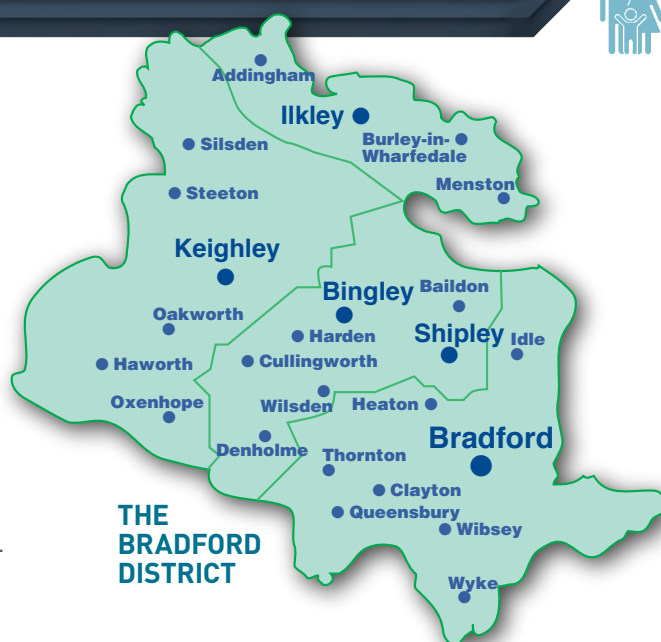 Addingham
Ilkley
Burley-in-
Wharfedale
Silsden
Menston
Steeton
Keighley
Bingley
Baildon
Oakworth
Harden
Shipley
Idle
Haworth
Cullingworth
Oxenhope
Wilsden
Heaton
Denholme
Bradford
Thornton
Clayton
Queensbury
Wibsey
THE
BRADFORD
DISTRICT
Wyke